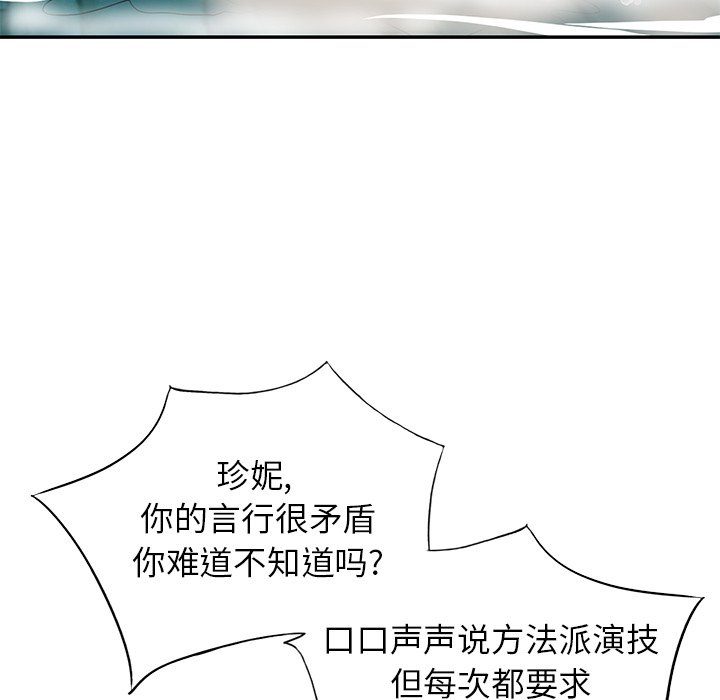 珍妮,
你的言行很矛盾
你难道不知道吗?
口口声声说方法派演技
但每次都要求